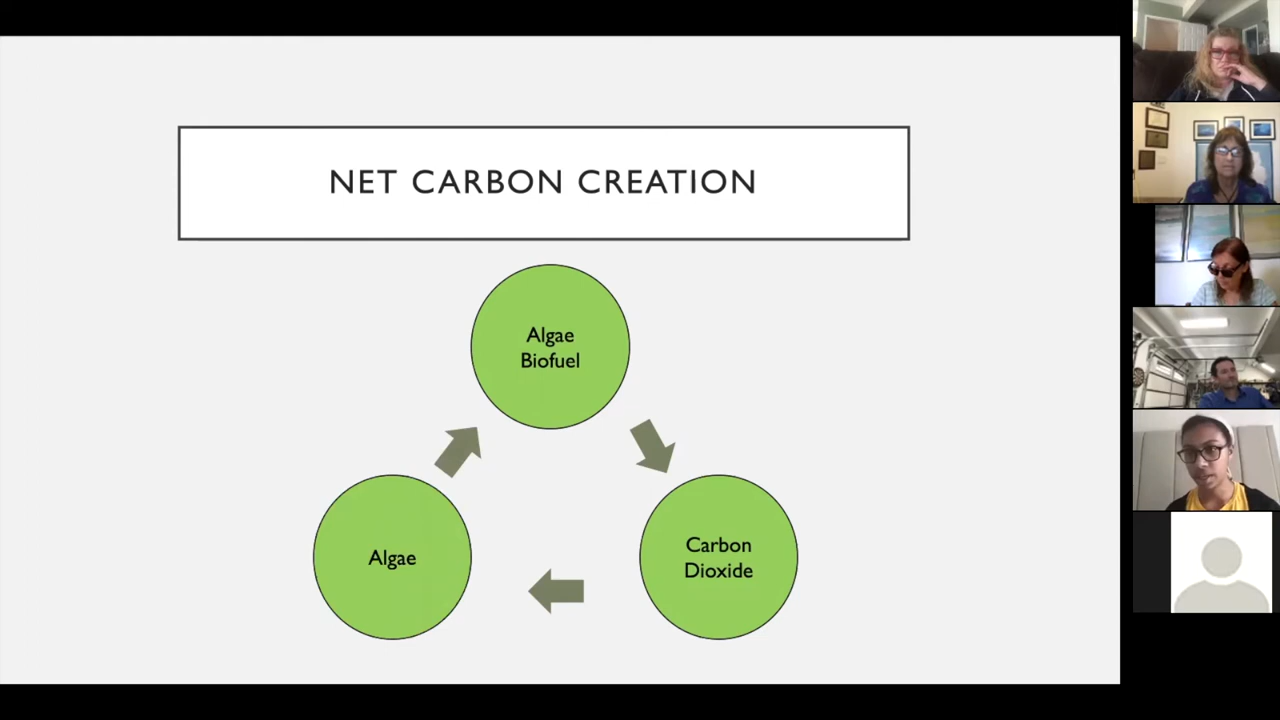 NET CARBON CREATION
Algae
Biofuel
Carbon
Dioxide
Algae